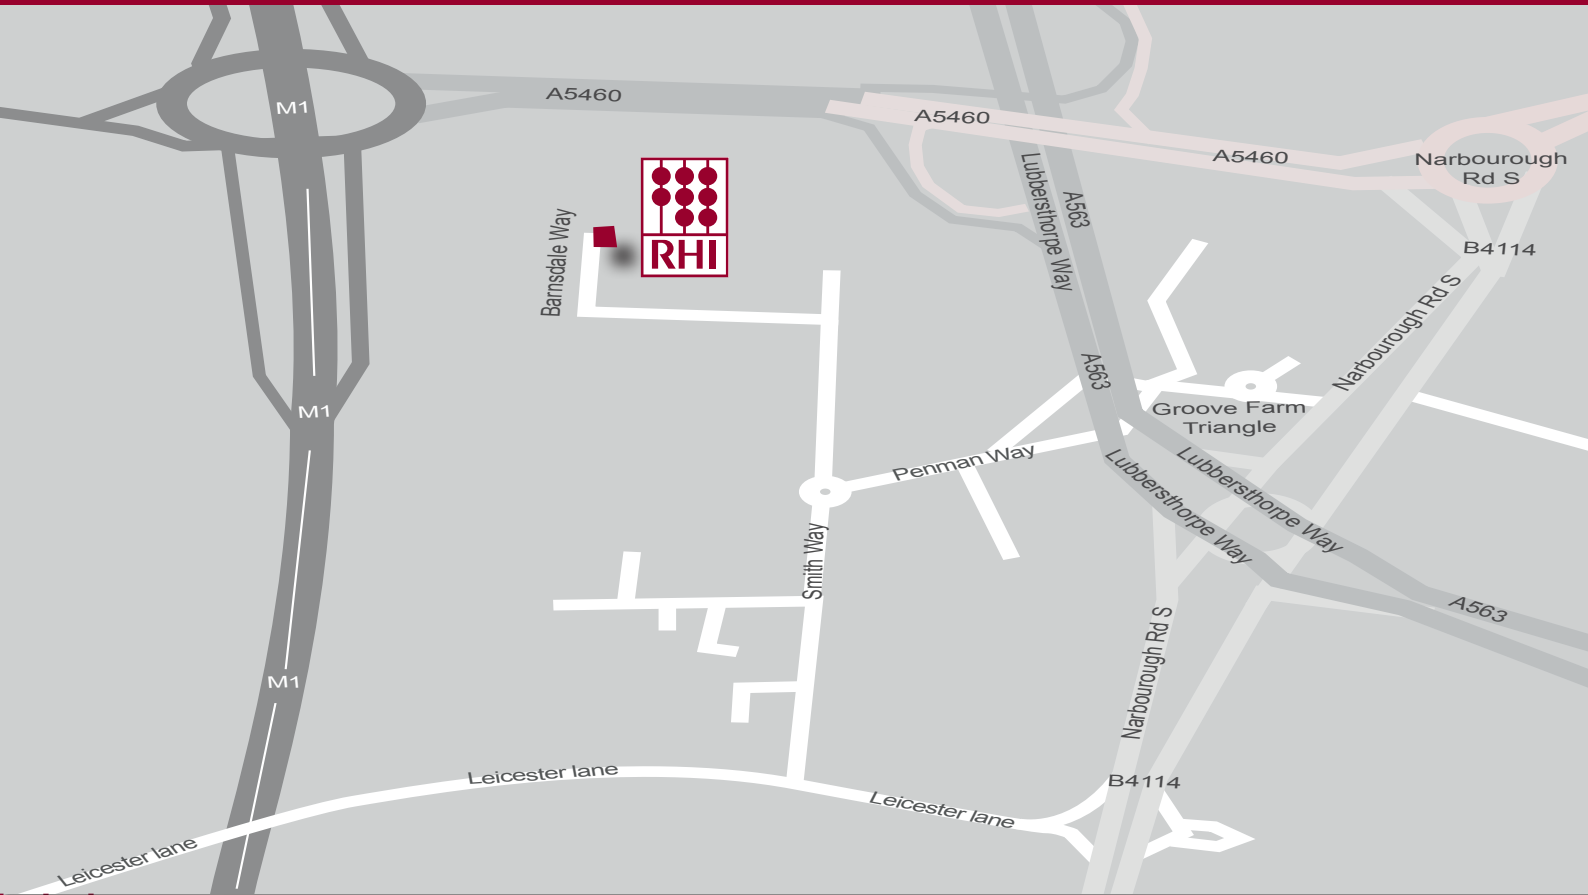 M1
A5460
A5460
A5460
Narbourough
Rd S
Lubbersthorpe Way
A563
Barnsdale Way
RHI
B4114
Narbourough Rd S
A563
M1
Groove Farm
Triangle
Penman Way
Lubbersthorpe Way
Lubbersthorpe Way
Smith Way
A563
Narbourough Rd S
M1
Leicester lane
B4114
Leicester lane
Leicester lane